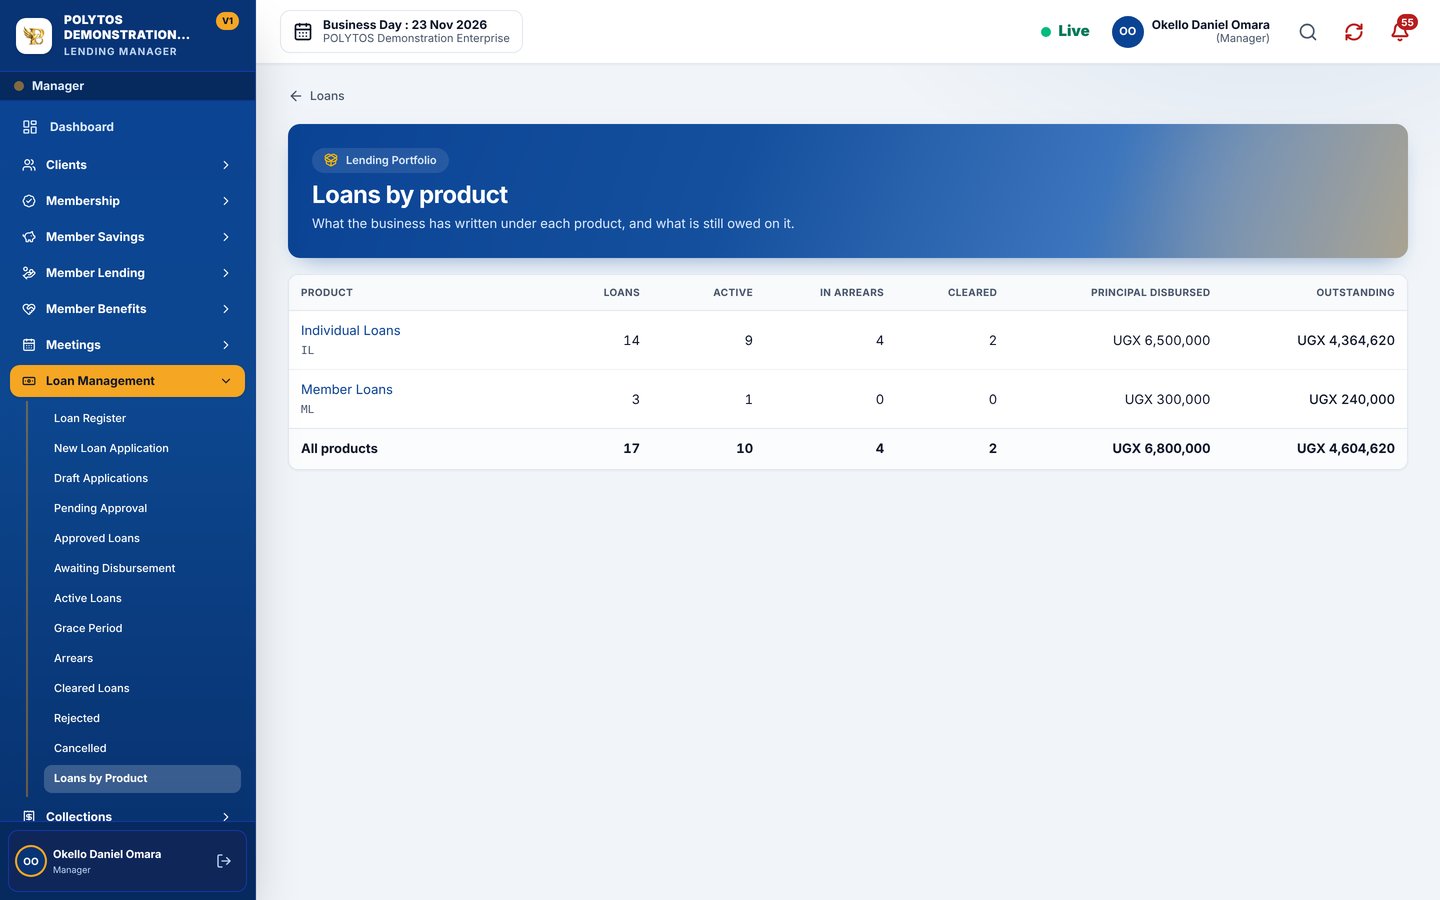 POLYTOS
DEMONSTRATION...
LENDING MANAGER
V1
Manager
Dashboard
Clients
Membership
Member Savings
Member Lending
Member Benefits
Meetings
Loan Management
Loan Register
New Loan Application
Draft Applications
Pending Approval
Approved Loans
Awaiting Disbursement
Active Loans
Grace Period
Arrears
Cleared Loans
Rejected
Cancelled
Loans by Product
Collections
OO
Okello Daniel Omara
Manager
Business Day : 23 Nov 2026
POLYTOS Demonstration Enterprise
Live
OO
Okello Daniel Omara
(Manager)
55
Loans
Lending Portfolio
Loans by product
What the business has written under each product, and what is still owed on it.
PRODUCT LOANS ACTIVE IN ARREARS CLEARED PRINCIPAL DISBURSED OUTSTANDING
Individual Loans
IL
14 9 4 2 UGX 6,500,000 UGX 4,364,620
Member Loans
ML
3 1 0 0 UGX 300,000 UGX 240,000
All products 17 10 4 2 UGX 6,800,000 UGX 4,604,620